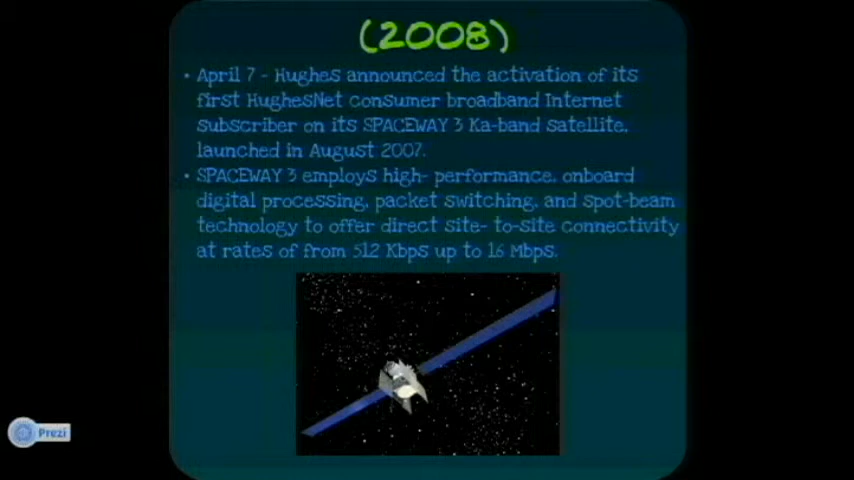 (2008)
• April 7 - Hughes announced the activation of its
first HughesNet consumer broadband Internet
subscriber on its SPACEWAY 3 Ka-band satellite,
launched in August 2007.
• SPACEWAY 3 employs high- performance, onboard
digital processing, packet switching, and spot-beam
technology to offer direct site- to-site connectivity
at rates of from 512 Kbps up to 16 Mbps.
Prezi